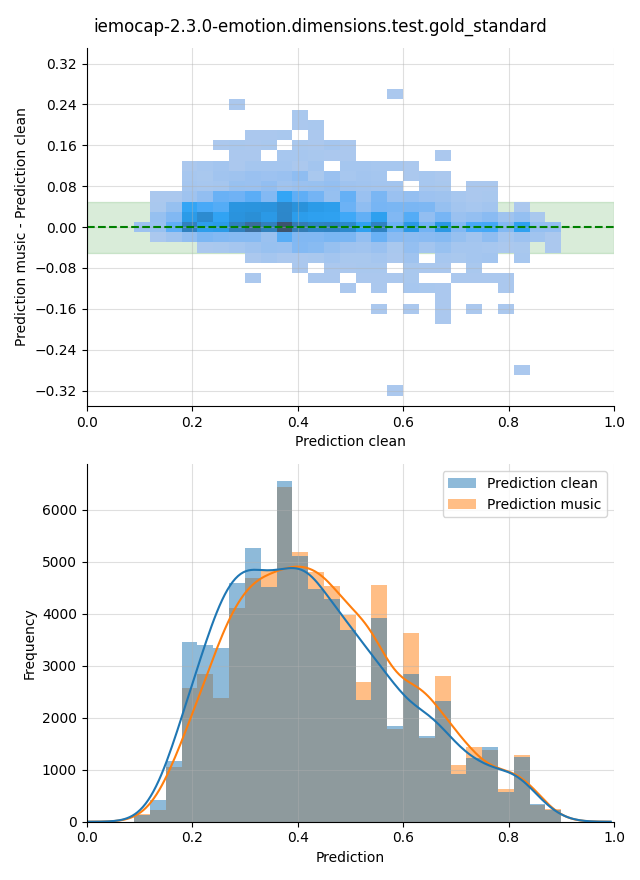 iemocap-2.3.0-emotion.dimensions.test.gold_standard
0.32
0.24
0.16
0.08
0.00
−0.08
−0.16
−0.24
−0.32
Prediction music - Prediction clean
0.0 0.2 0.4 0.6 0.8 1.0
Prediction clean
Prediction clean
Prediction music
6000
5000
4000
3000
2000
1000
0
Frequency
0.0 0.2 0.4 0.6 0.8 1.0
Prediction